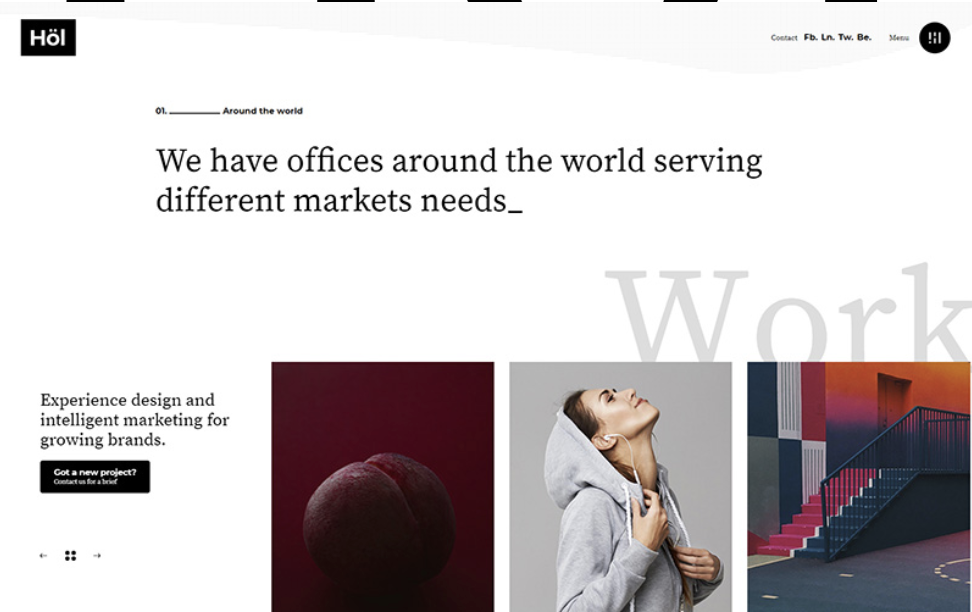 Höl
Contact Fb. Ln. Tw. Be. Menu
01. Around the world
We have offices around the world serving
different markets needs_
Work
Experience design and
intelligent marketing for
growing brands.
Got a new project?
Contact us for a brief